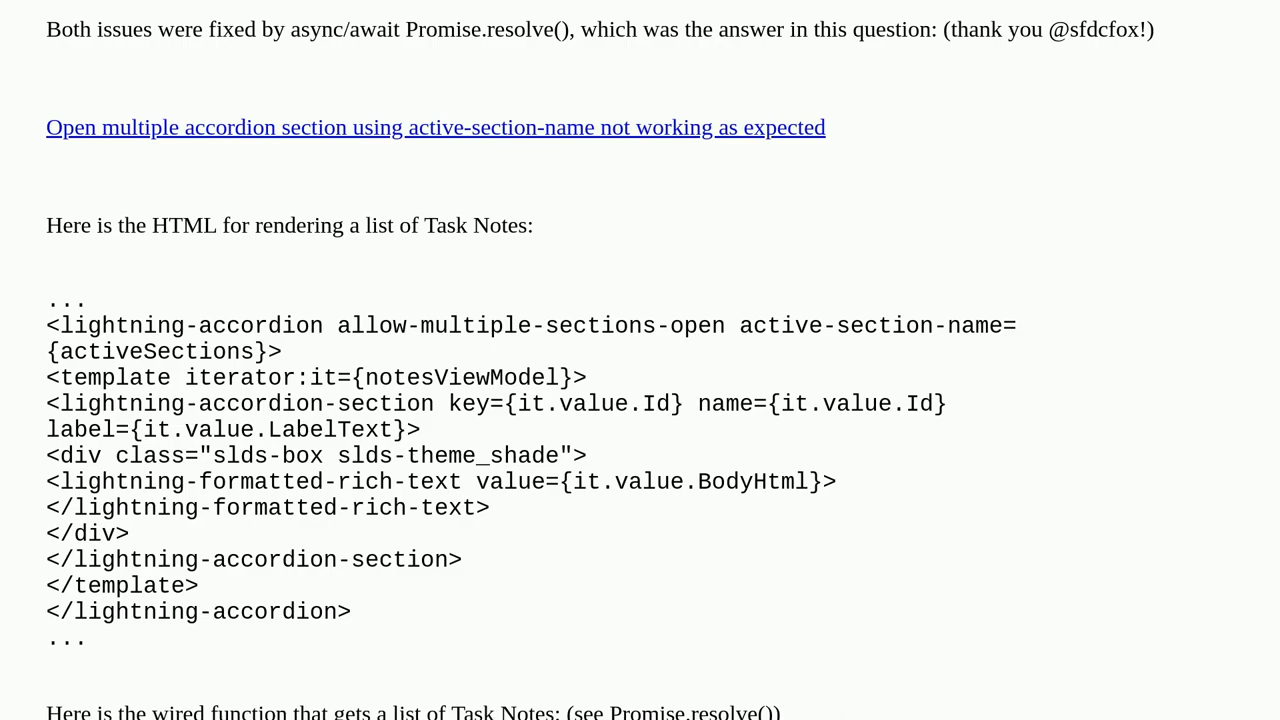 Both issues were fixed by async/await Promise.resolve(), which was the answer in this question: (thank you @sfdcfox!)
Open multiple accordion section using active-section-name not working as expected
Here is the HTML for rendering a list of Task Notes:
...
<lightning-accordion allow-multiple-sections-open active-section-name=
{activeSections}>
<template iterator:it={notesViewModel}>
<lightning-accordion-section key={it.value.Id} name={it.value.Id}
label={it.value.LabelText}>
<div class="slds-box slds-theme_shade">
<lightning-formatted-rich-text value={it.value.BodyHtml}>
</lightning-formatted-rich-text>
</div>
</lightning-accordion-section>
</template>
</lightning-accordion>
...
Here is the wired function that gets a list of Task Notes: (see Promise.resolve())